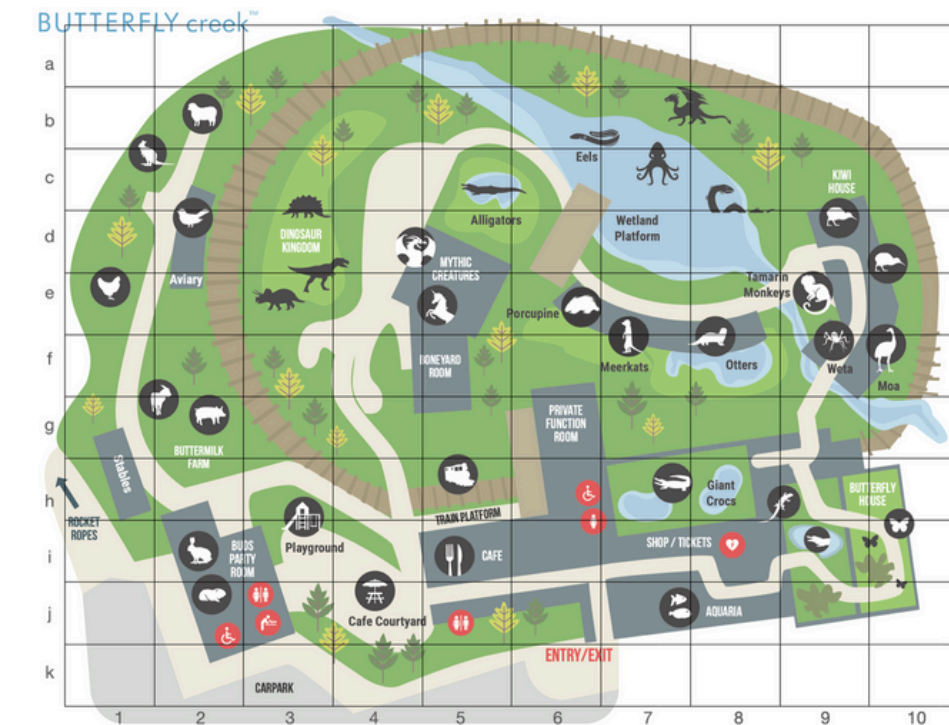 BUTTERFLY creek™
a
b
c
d
e
f
g
h
i
j
k
Eels
KIWI
HOUSE
Alligators
Wetland
Platform
DINOSAUR
KINGDOM
MYTHIC
CREATURES
Aviary
Tamarin
Monkeys
Porcupine
BONEYARD
ROOM
Meerkats
Otters
Weta
Moa
PRIVATE
FUNCTION
ROOM
BUTTERMILK
FARM
Stables
Giant
Crocs
BUTTERFLY
HOUSE
ROCKET
ROPES
TRAIN PLATFORM
Playground
BUDS
PARTY
ROOM
CAFE
SHOP / TICKETS
Cafe Courtyard
AQUARIA
ENTRY/EXIT
CARPARK
1 2 3 4 5 6 7 8 9 10